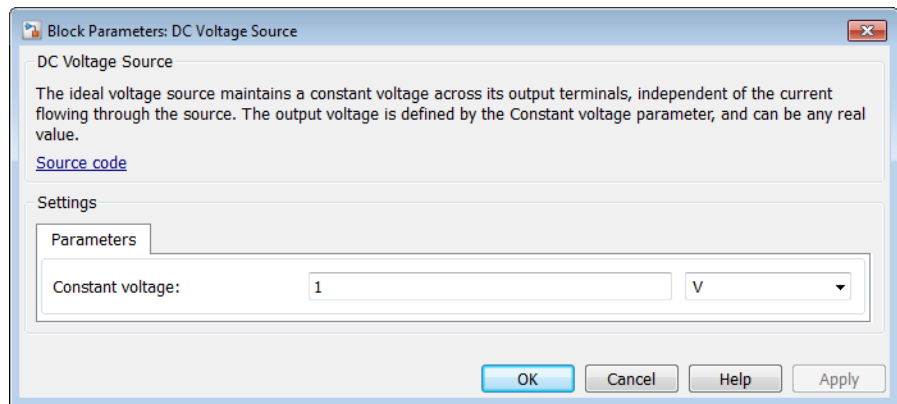 Block Parameters: DC Voltage Source
DC Voltage Source
The ideal voltage source maintains a constant voltage across its output terminals, independent of the current
flowing through the source. The output voltage is defined by the Constant voltage parameter, and can be any real
value.
Source code
Settings
Parameters
Constant voltage: 1 V
OK Cancel Help Apply